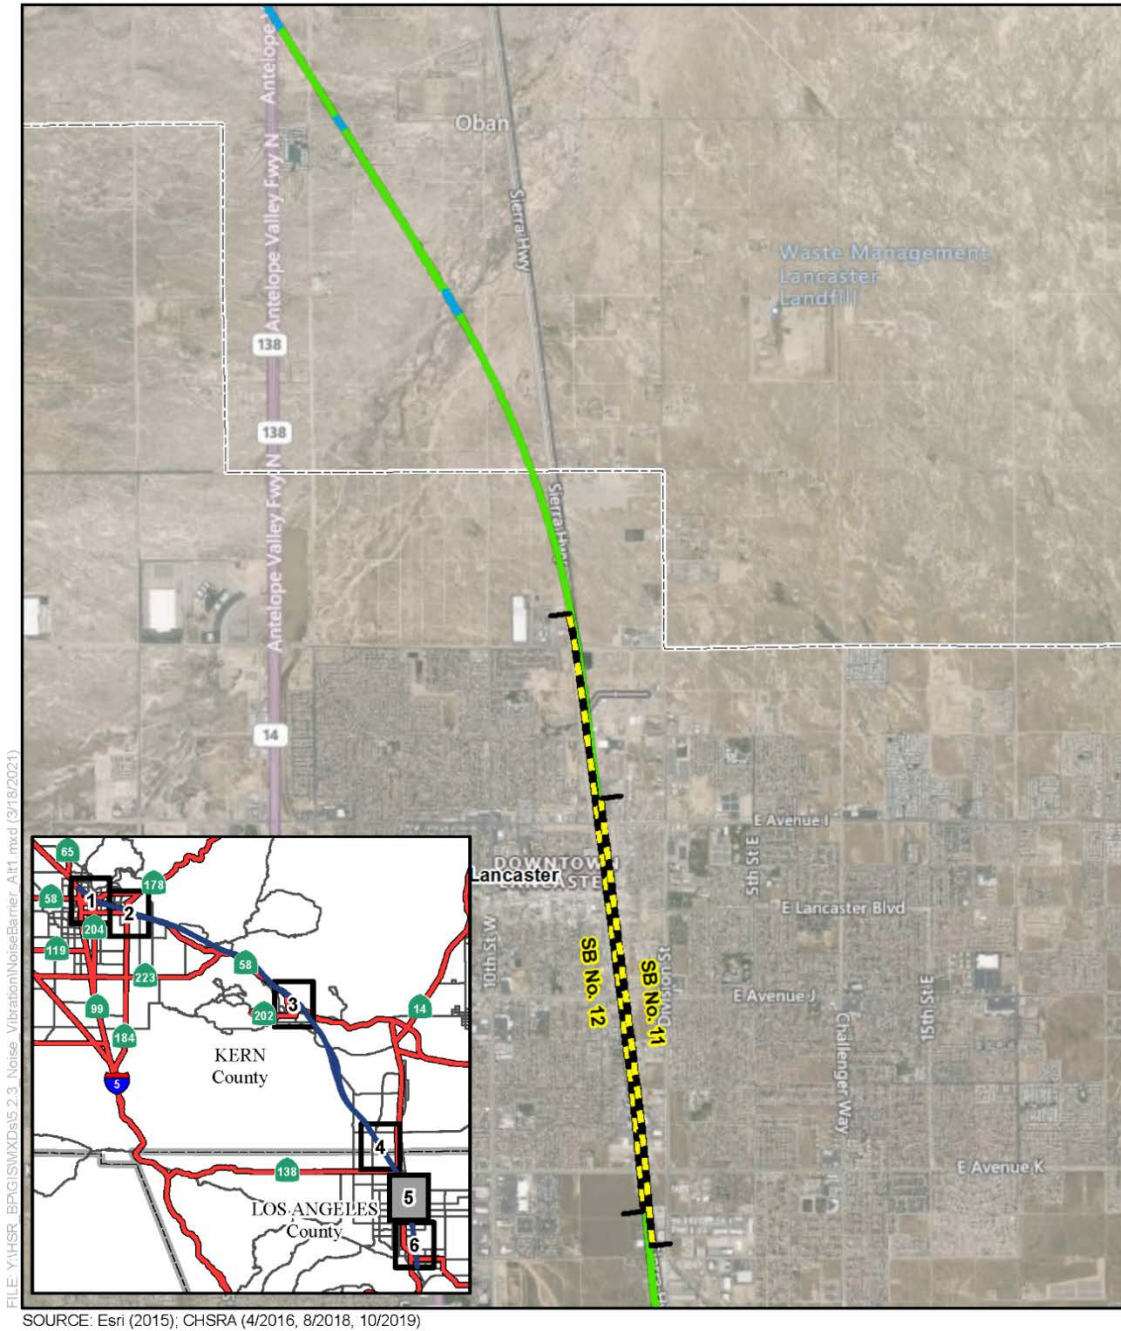 Antelope
Antelope Valley Fwy N
Oban
Sierra Hwy
Waste Management
Lancaster
Landfill
138
138
Antelope Valley Fwy N
Sierra Hwy
14
E Avenue I
5th St E
DOWNTOWN
LANCASTER
Lancaster
E Lancaster Blvd
10th St W
SB No. 12
SB No. 11
Division St
E Avenue J
15th St E
Challenger Way
E Avenue K
65
58
1
2
178
204
119
223
58
99
184
202
3
14
KERN
County
5
4
138
5
LOS ANGELES
County
6
FILE: Y:\HSR_BP\GIS\MXDs\5.2.3_Noise_Vibration\NoiseBarrier_Alt1.mxd (3/18/2021)
SOURCE: Esri (2015); CHSRA (4/2016, 8/2018, 10/2019)